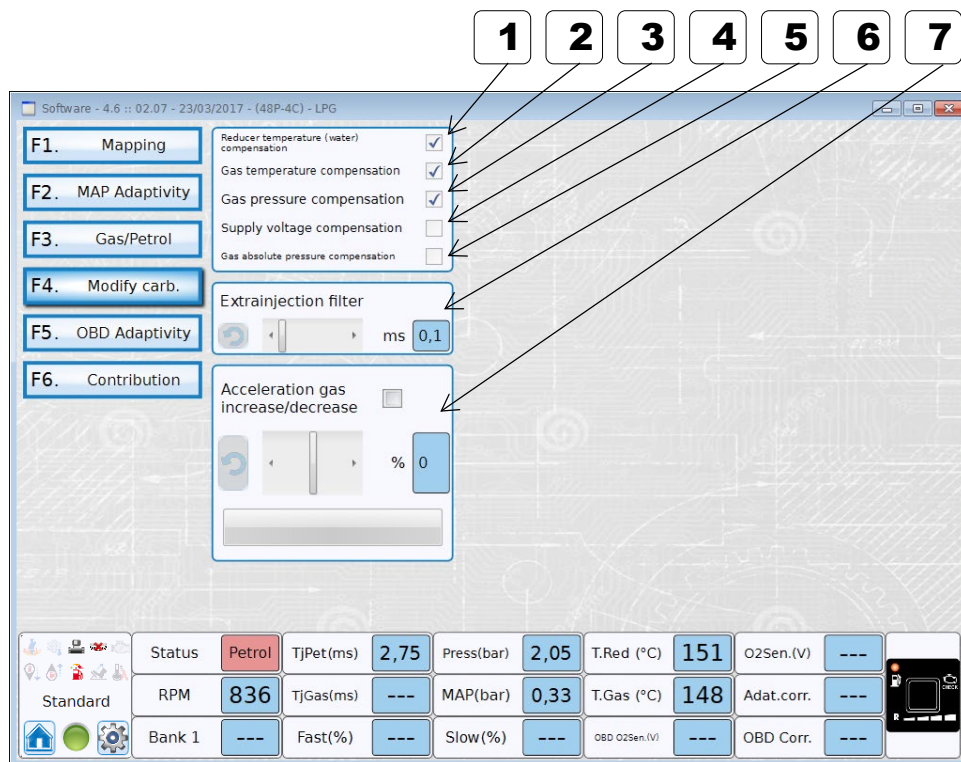 1 2 3 4 5 6 7
Software - 4.6 :: 02.07 - 23/03/2017 - (48P-4C) - LPG
F1. Mapping
F2. MAP Adaptivity
F3. Gas/Petrol
F4. Modify carb.
F5. OBD Adaptivity
F6. Contribution
Reducer temperature (water)
compensation
Gas temperature compensation
Gas pressure compensation
Supply voltage compensation
Gas absolute pressure compensation
Extrainjection filter
ms 0,1
Acceleration gas
increase/decrease
% 0
Status Petrol TjPet(ms) 2,75 Press(bar) 2,05 T.Red (°C) 151 O2Sen.(V) ---
Standard RPM 836 TjGas(ms) --- MAP(bar) 0,33 T.Gas (°C) 148 Adat.corr. ---
Bank 1 --- Fast(%) --- Slow(%) --- OBD O2Sen.(V) --- OBD Corr. ---
CHECK
R